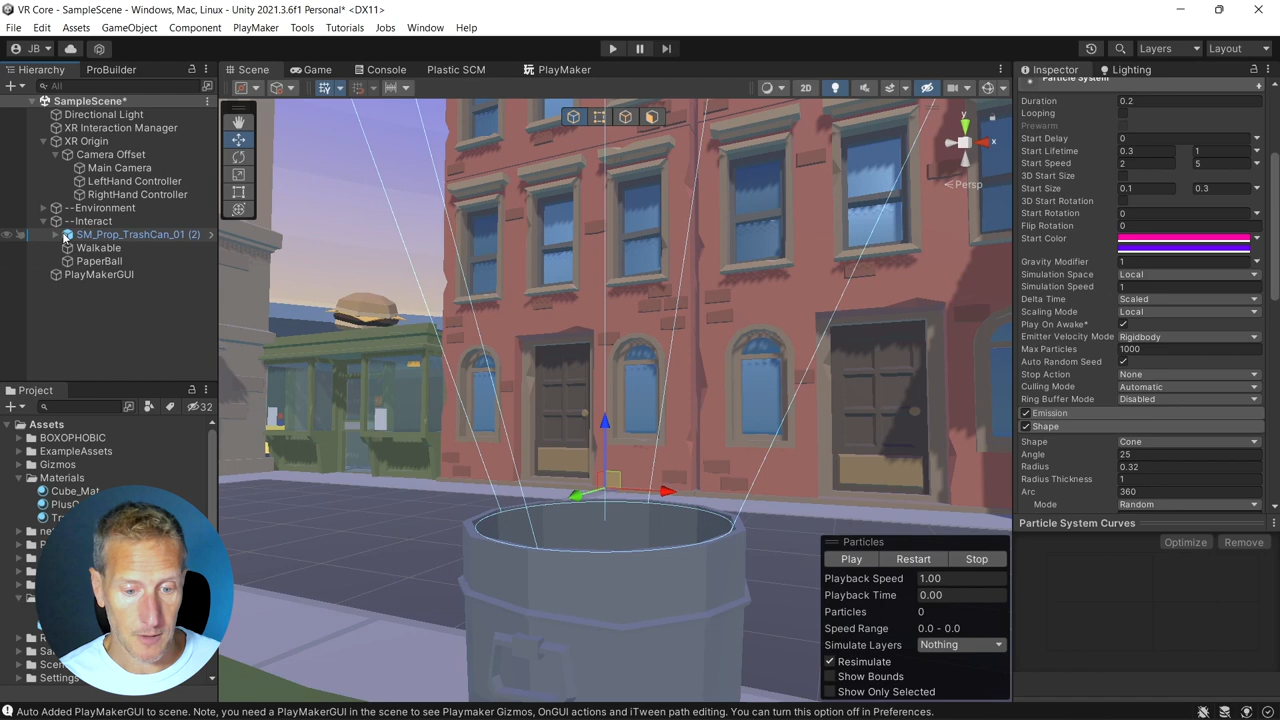 VR Core - SampleScene - Windows, Mac, Linux - Unity 2021.3.6f1 Personal* <DX11>
File Edit Assets GameObject Component PlayMaker Tools Tutorials Jobs Window Help
JB Layers Layout
Hierarchy ProBuilder
All
SampleScene*
Directional Light
XR Interaction Manager
XR Origin
Camera Offset
Main Camera
LeftHand Controller
RightHand Controller
--Environment
--Interact
SM_Prop_TrashCan_01 (2)
Walkable
PaperBall
PlayMakerGUI
Project
32
Assets
BOXOPHOBIC
ExampleAssets
Gizmos
Materials
Cube_Mat
Settings
Scene Game Console Plastic SCM PlayMaker
2D
y
x
Persp
Particles
Play Restart Stop
Playback Speed 1.00
Playback Time 0.00
Particles 0
Speed Range 0.0 - 0.0
Simulate Layers Nothing
Resimulate
Show Bounds
Show Only Selected
Inspector Lighting
Particle System
Duration 0.2
Looping
Prewarm
Start Delay 0
Start Lifetime 0.3 1
Start Speed 2 5
3D Start Size
Start Size 0.1 0.3
3D Start Rotation
Start Rotation 0
Flip Rotation 0
Start Color
Gravity Modifier 1
Simulation Space Local
Simulation Speed 1
Delta Time Scaled
Scaling Mode Local
Play On Awake*
Emitter Velocity Mode Rigidbody
Max Particles 1000
Auto Random Seed
Stop Action None
Culling Mode Automatic
Ring Buffer Mode Disabled
Emission
Shape
Shape Cone
Angle 25
Radius 0.32
Radius Thickness 1
Arc 360
Mode Random
Particle System Curves
Optimize Remove
Auto Added PlayMakerGUI to scene. Note, you need a PlayMakerGUI in the scene to see Playmaker Gizmos, OnGUI actions and iTween path editing. You can turn this option off in Preferences.